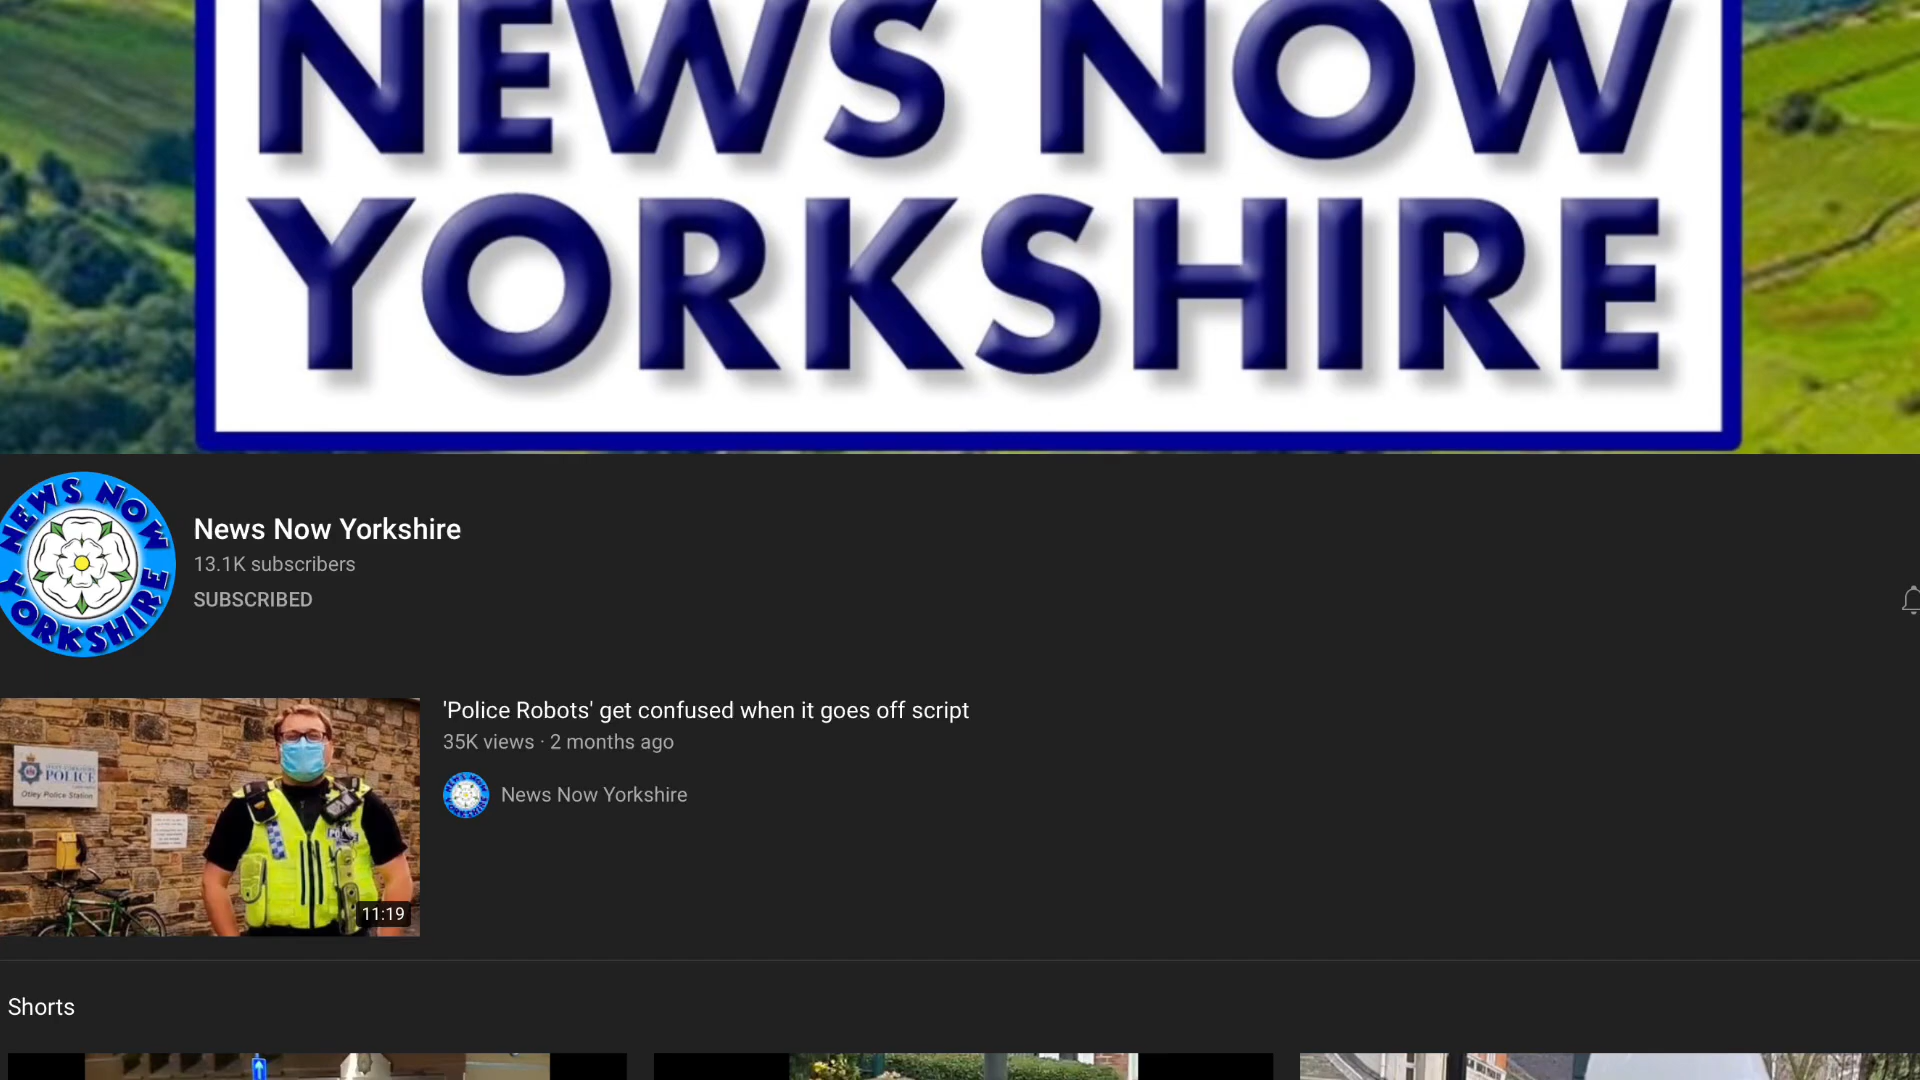 NEWS NOW
YORKSHIRE
NEWS NOW
YORKSHIRE
News Now Yorkshire
13.1K subscribers
SUBSCRIBED
POLICE
Otley Police Station
POLICE
11:19
'Police Robots' get confused when it goes off script
35K views · 2 months ago
News Now Yorkshire
Shorts